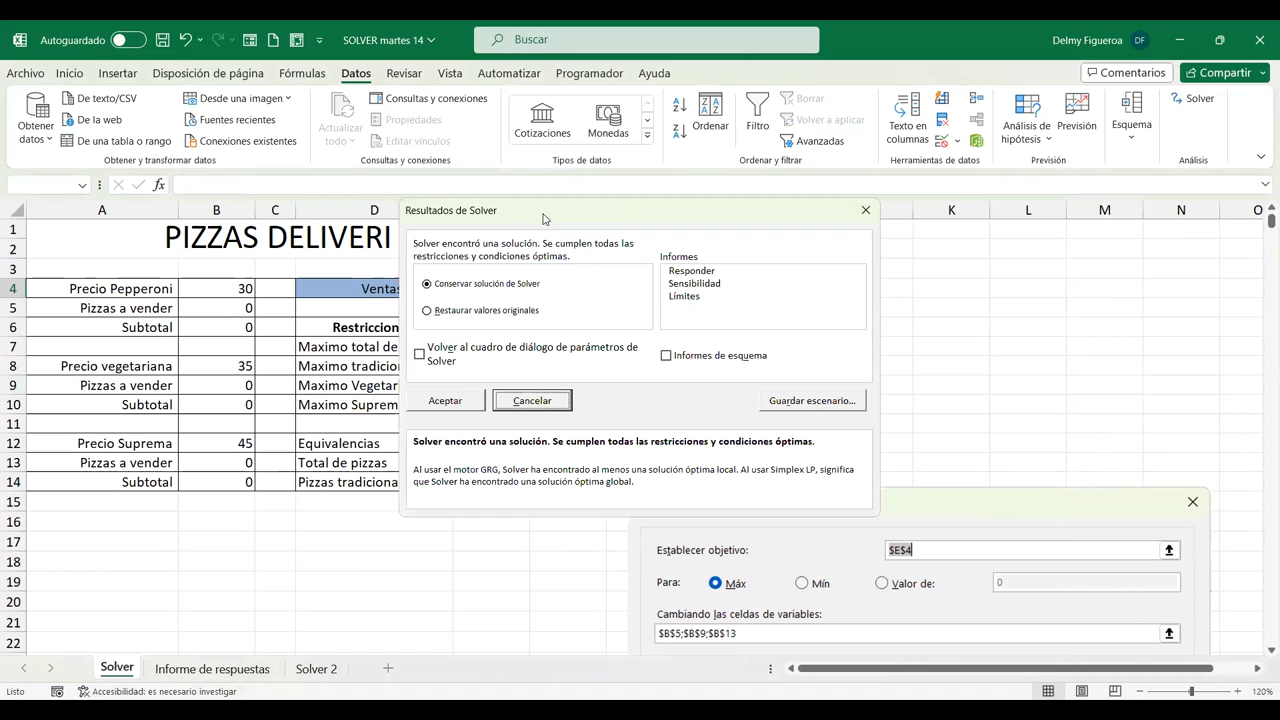 Autoguardado
SOLVER martes 14
Buscar
Delmy Figueroa
DF
Archivo Inicio Insertar Disposición de página Fórmulas Datos Revisar Vista Automatizar Programador Ayuda
Comentarios
Compartir
Obtener datos
De texto/CSV
De la web
De una tabla o rango
Desde una imagen
Fuentes recientes
Conexiones existentes
Obtener y transformar datos
Actualizar todo
Consultas y conexiones
Propiedades
Editar vínculos
Consultas y conexiones
Cotizaciones
Monedas
Tipos de datos
Ordenar
Filtro
Borrar
Volver a aplicar
Avanzadas
Ordenar y filtrar
Texto en columnas
Herramientas de datos
Análisis de hipótesis
Previsión
Previsión
Esquema
Solver
Análisis
fx
A B C D K L M N O
1 PIZZAS DELIVERI
2
3
4 Precio Pepperoni 30 Ventas
5 Pizzas a vender 0
6 Subtotal 0 Restriccion
7 Maximo total de
8 Precio vegetariana 35 Maximo tradicio
9 Pizzas a vender 0 Maximo Vegetar
10 Subtotal 0 Maximo Suprem
11
12 Precio Suprema 45 Equivalencias
13 Pizzas a vender 0 Total de pizzas
14 Subtotal 0 Pizzas tradiciona
15
16
17
18
19
20
21
22
Resultados de Solver
Solver encontró una solución. Se cumplen todas las
restricciones y condiciones óptimas.
Conservar solución de Solver
Restaurar valores originales
Informes
Responder
Sensibilidad
Límites
Volver al cuadro de diálogo de parámetros de
Solver
Informes de esquema
Aceptar
Cancelar
Guardar escenario...
Solver encontró una solución. Se cumplen todas las restricciones y condiciones óptimas.
Al usar el motor GRG, Solver ha encontrado al menos una solución óptima local. Al usar Simplex LP, significa
que Solver ha encontrado una solución óptima global.
Establecer objetivo: $E$4
Para: Máx Mín Valor de: 0
Cambiando las celdas de variables:
$B$5;$B$9;$B$13
Solver Informe de respuestas Solver 2
Listo
Accesibilidad: es necesario investigar
120%